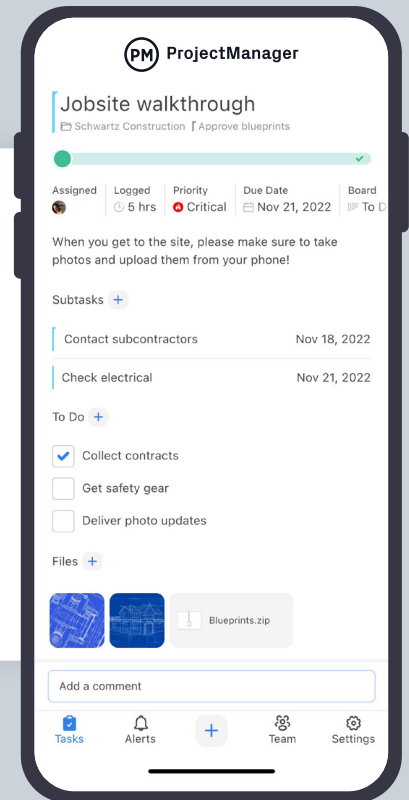 PM ProjectManager
Jobsite walkthrough
Schwartz Construction Approve blueprints
Assigned Logged Priority Due Date Board
5 hrs Critical Nov 21, 2022 To D
When you get to the site, please make sure to take
photos and upload them from your phone!
Subtasks +
Contact subcontractors Nov 18, 2022
Check electrical Nov 21, 2022
To Do +
Collect contracts
Get safety gear
Deliver photo updates
Files +
Blueprints.zip
Add a comment
Tasks Alerts + Team Settings